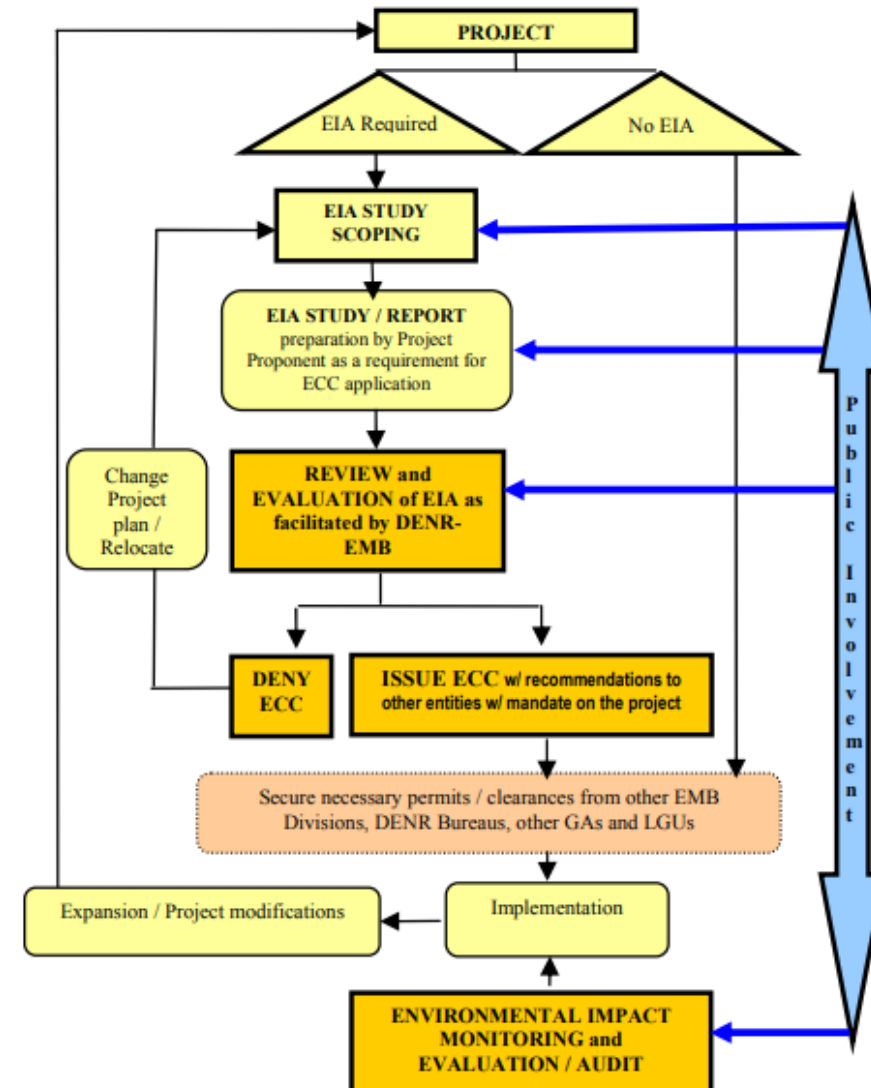 PROJECT
EIA Required
No EIA
EIA STUDY
SCOPING
EIA STUDY / REPORT
preparation by Project
Proponent as a requirement for
ECC application
REVIEW and
EVALUATION of EIA as
facilitated by DENR-
EMB
Change
Project
plan /
Relocate
DENY
ECC
ISSUE ECC w/ recommendations to
other entities w/ mandate on the project
Secure necessary permits / clearances from other EMB
Divisions, DENR Bureaus, other GAs and LGUs
Expansion / Project modifications
Implementation
ENVIRONMENTAL IMPACT
MONITORING and
EVALUATION / AUDIT
Public Involvement